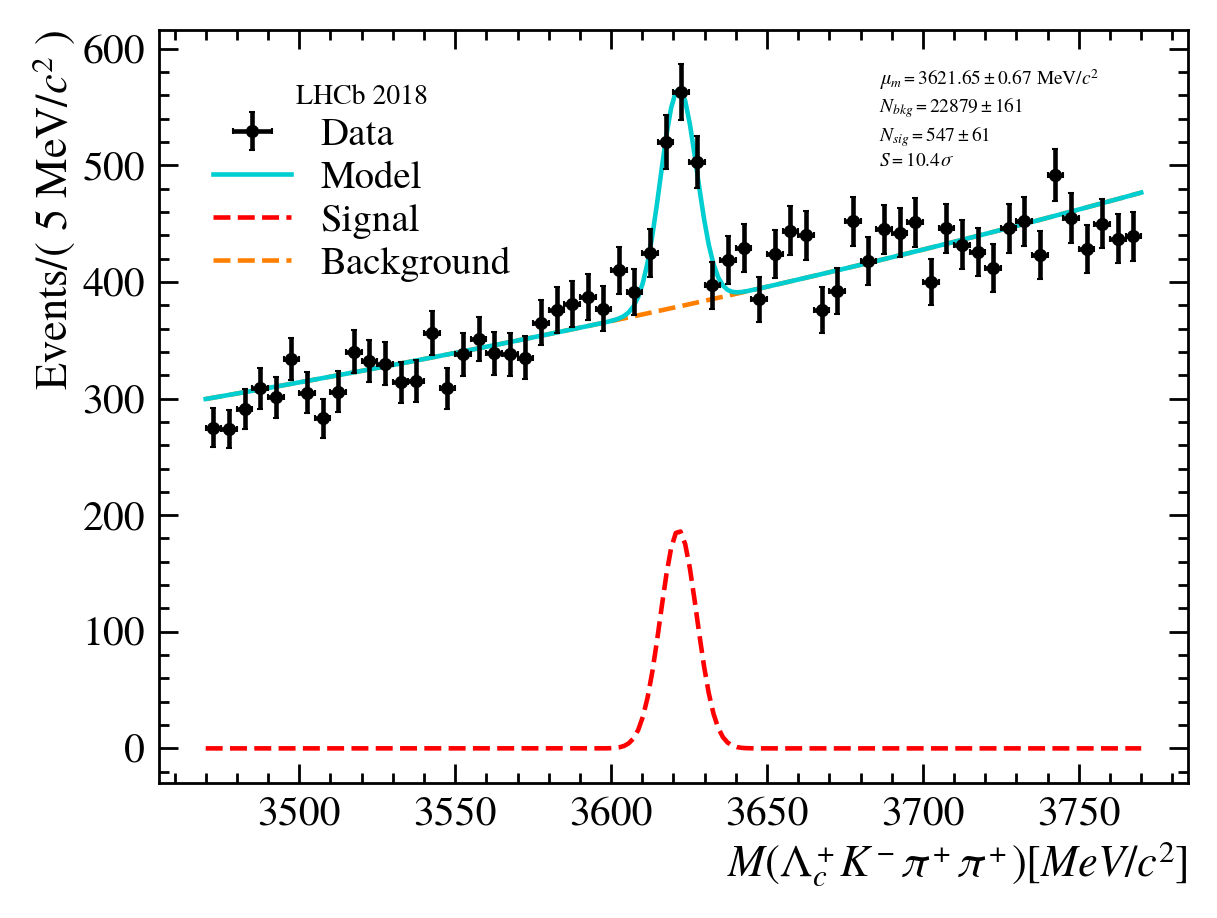 Events/( 5 MeV/c²)
600
500
400
300
200
100
0
LHCb 2018
Data
Model
Signal
Background
μₘ = 3621.65 ± 0.67 MeV/c²
N_bkg = 22879 ± 161
N_sig = 547 ± 61
S = 10.4σ
3500 3550 3600 3650 3700 3750
M(Λ_c⁺K⁻π⁺π⁺)[MeV/c²]